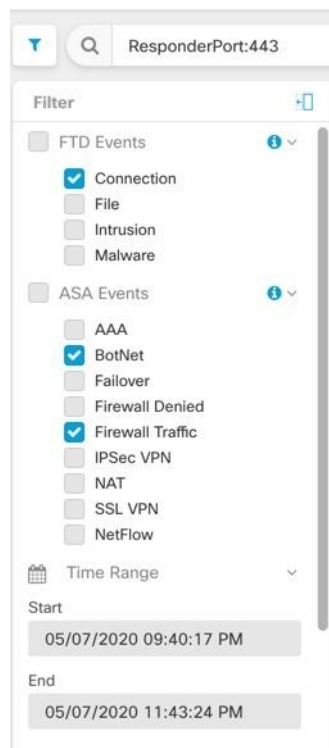 ResponderPort:443
Filter
FTD Events
Connection
File
Intrusion
Malware
ASA Events
AAA
BotNet
Failover
Firewall Denied
Firewall Traffic
IPSec VPN
NAT
SSL VPN
NetFlow
Time Range
Start
05/07/2020 09:40:17 PM
End
05/07/2020 11:43:24 PM